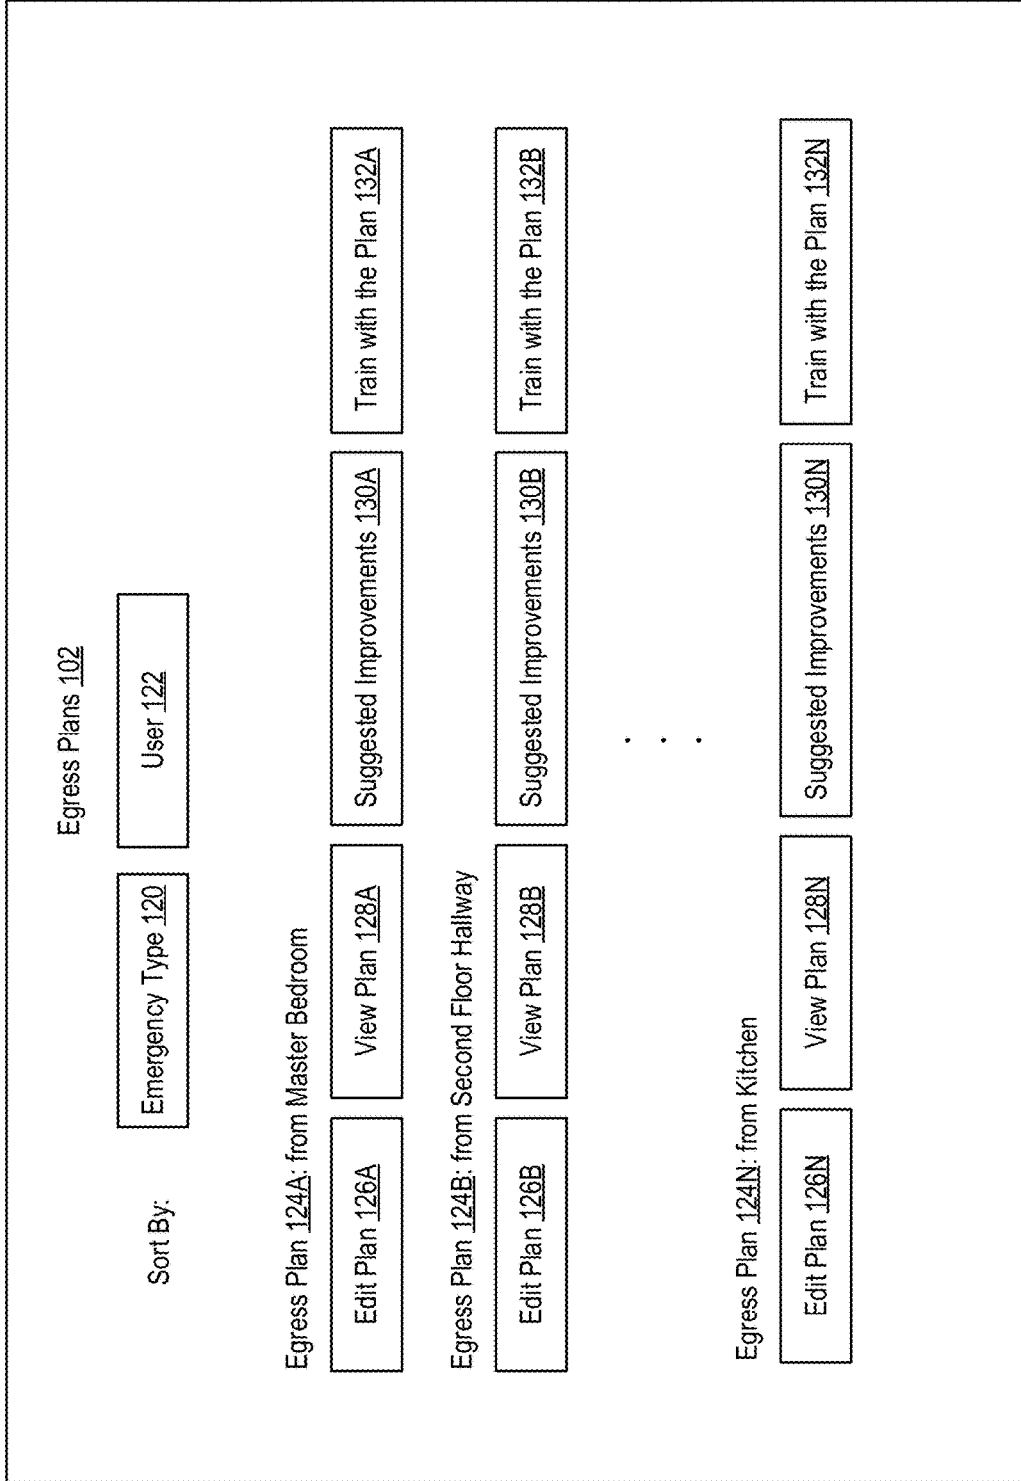 Egress Plans 102
Sort By: Emergency Type 120 User 122
Egress Plan 124A: from Master Bedroom
Edit Plan 126A View Plan 128A Suggested Improvements 130A Train with the Plan 132A
Egress Plan 124B: from Second Floor Hallway
Edit Plan 126B View Plan 128B Suggested Improvements 130B Train with the Plan 132B
. . .
Egress Plan 124N: from Kitchen
Edit Plan 126N View Plan 128N Suggested Improvements 130N Train with the Plan 132N